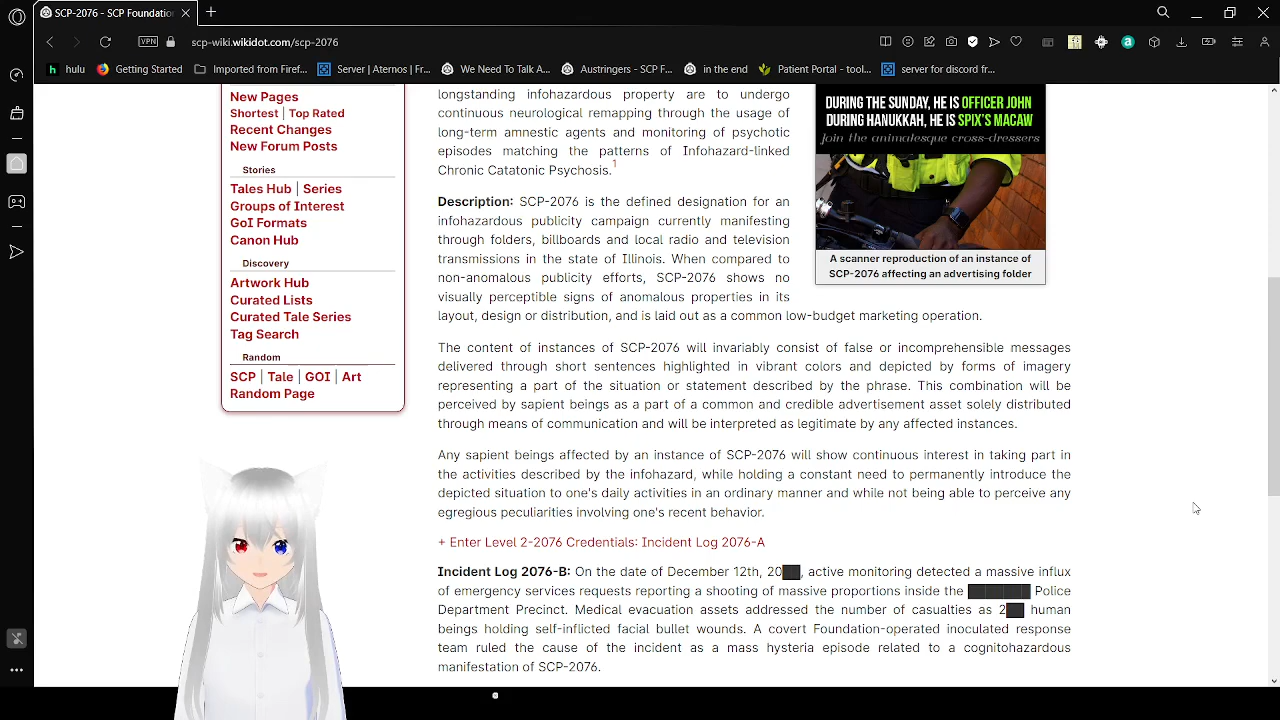 SCP-2076 - SCP Foundation
VPN
scp-wiki.wikidot.com/scp-2076
hulu
Getting Started
Imported from Firef...
Server | Aternos | Fr...
We Need To Talk A...
Austringers - SCP F...
in the end
Patient Portal - tool...
server for discord fr...
New Pages
Shortest | Top Rated
Recent Changes
New Forum Posts
Stories
Tales Hub | Series
Groups of Interest
GoI Formats
Canon Hub
Discovery
Artwork Hub
Curated Lists
Curated Tale Series
Tag Search
Random
SCP | Tale | GOI | Art
Random Page
longstanding infohazardous property are to undergo
continuous neurological remapping through the usage of
long-term amnestic agents and monitoring of psychotic
episodes matching the patterns of Infohazard-linked
Chronic Catatonic Psychosis.1
Description: SCP-2076 is the defined designation for an
infohazardous publicity campaign currently manifesting
through folders, billboards and local radio and television
transmissions in the state of Illinois. When compared to
non-anomalous publicity efforts, SCP-2076 shows no
visually perceptible signs of anomalous properties in its
layout, design or distribution, and is laid out as a common low-budget marketing operation.
DURING THE SUNDAY, HE IS OFFICER JOHN
DURING HANUKKAH, HE IS SPIX'S MACAW
join the animalesque cross-dressers
A scanner reproduction of an instance of
SCP-2076 affecting an advertising folder
The content of instances of SCP-2076 will invariably consist of false or incomprehensible messages
delivered through short sentences highlighted in vibrant colors and depicted by forms of imagery
representing a part of the situation or statement described by the phrase. This combination will be
perceived by sapient beings as a part of a common and credible advertisement asset solely distributed
through means of communication and will be interpreted as legitimate by any affected instances.
Any sapient beings affected by an instance of SCP-2076 will show continuous interest in taking part in
the activities described by the infohazard, while holding a constant need to permanently introduce the
depicted situation to one's daily activities in an ordinary manner and while not being able to perceive any
egregious peculiarities involving one's recent behavior.
+ Enter Level 2-2076 Credentials: Incident Log 2076-A
Incident Log 2076-B: On the date of December 12th, 20██, active monitoring detected a massive influx
of emergency services requests reporting a shooting of massive proportions inside the ███████ Police
Department Precinct. Medical evacuation assets addressed the number of casualties as 2██ human
beings holding self-inflicted facial bullet wounds. A covert Foundation-operated inoculated response
team ruled the cause of the incident as a mass hysteria episode related to a cognitohazardous
manifestation of SCP-2076.